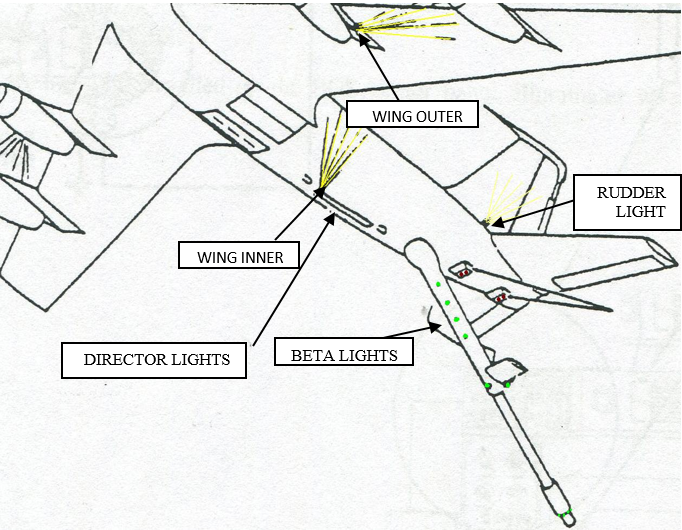 WING OUTER
RUDDER
LIGHT
WING INNER
DIRECTOR LIGHTS
BETA LIGHTS